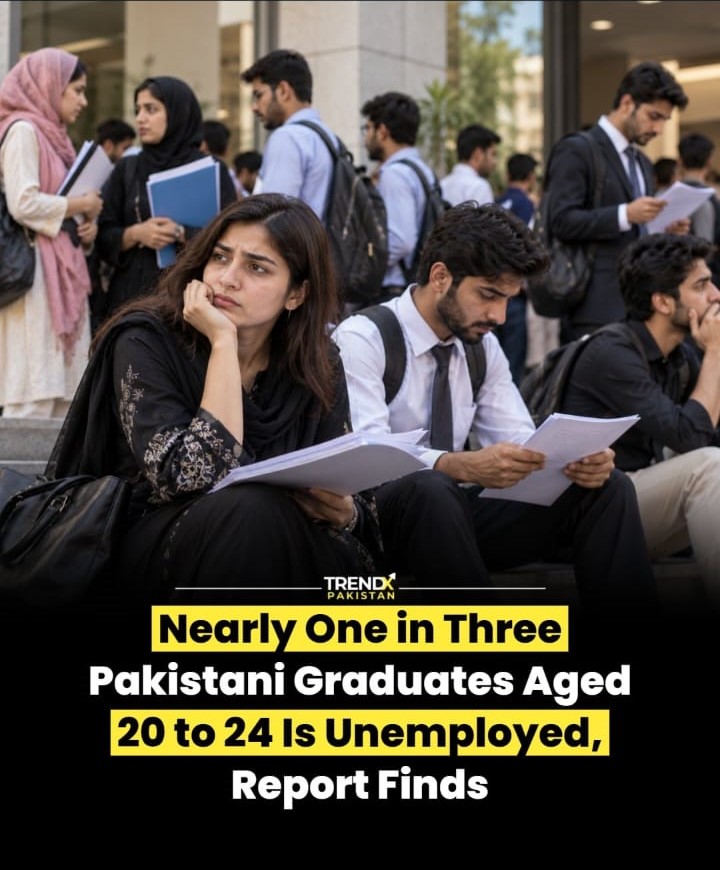 TRENDX
PAKISTAN
Nearly One in Three
Pakistani Graduates Aged
20 to 24 Is Unemployed,
Report Finds